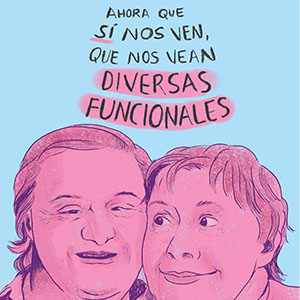 AHORA QUE
SÍ NOS VEN,
QUE NOS VEAN
DIVERSAS
FUNCIONALES